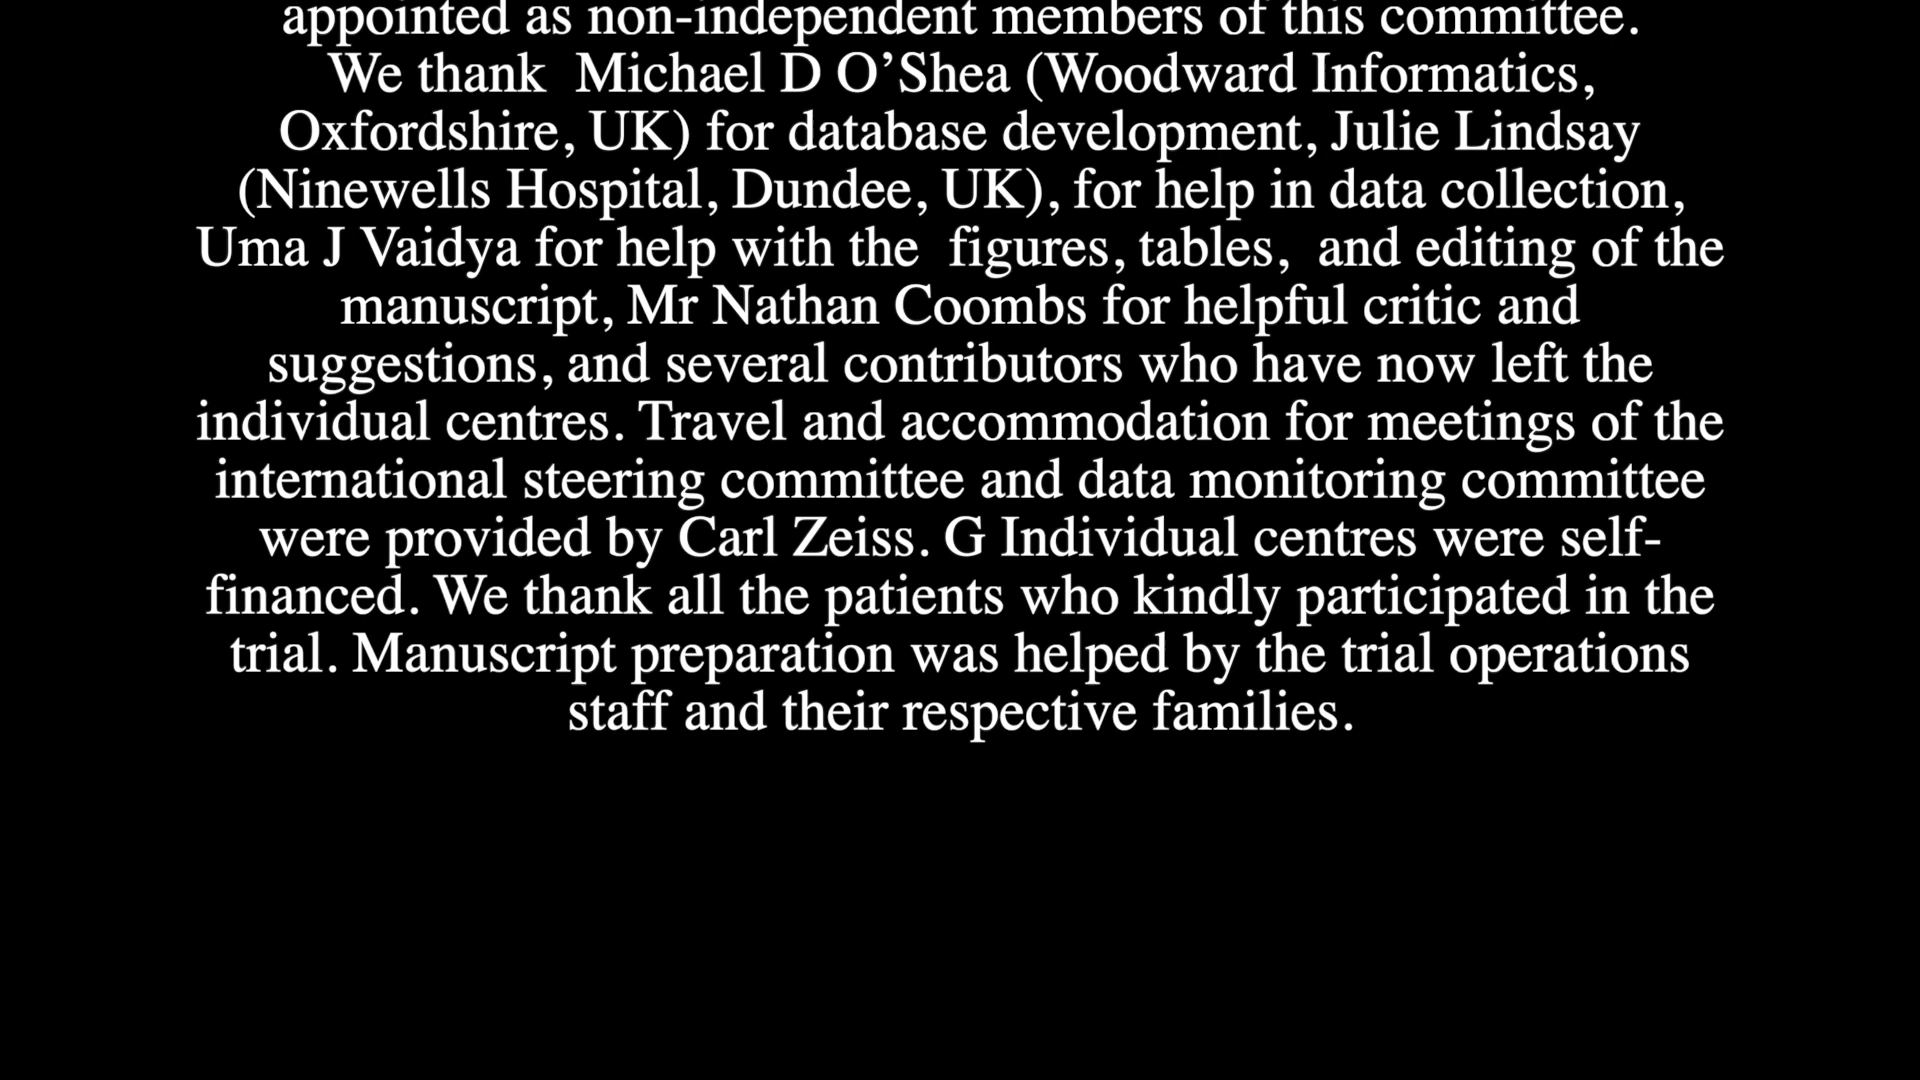 appointed as non-independent members of this committee.
We thank  Michael D O’Shea (Woodward Informatics,
Oxfordshire, UK) for database development, Julie Lindsay
(Ninewells Hospital, Dundee, UK), for help in data collection,
Uma J Vaidya for help with the  figures, tables,  and editing of the
manuscript, Mr Nathan Coombs for helpful critic and
suggestions, and several contributors who have now left the
individual centres. Travel and accommodation for meetings of the
international steering committee and data monitoring committee
were provided by Carl Zeiss. G Individual centres were self-
financed. We thank all the patients who kindly participated in the
trial. Manuscript preparation was helped by the trial operations
staff and their respective families.